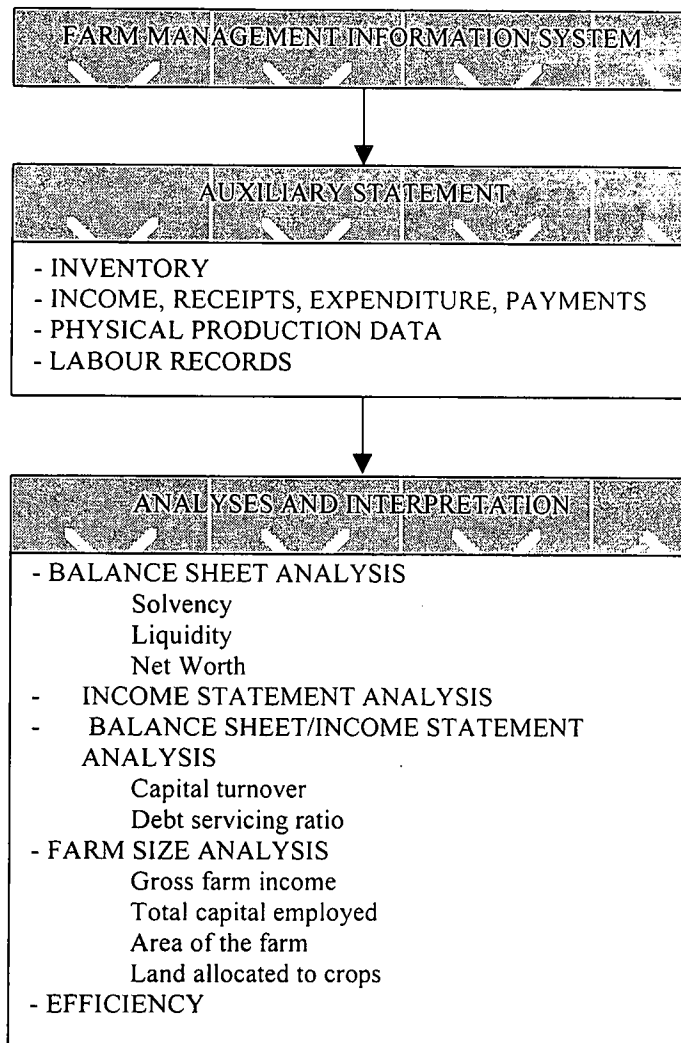 FARM MANAGEMENT INFORMATION SYSTEM
AUXILIARY STATEMENT
- INVENTORY
- INCOME, RECEIPTS, EXPENDITURE, PAYMENTS
- PHYSICAL PRODUCTION DATA
- LABOUR RECORDS
ANALYSES AND INTERPRETATION
- BALANCE SHEET ANALYSIS
Solvency
Liquidity
Net Worth
- INCOME STATEMENT ANALYSIS
- BALANCE SHEET/INCOME STATEMENT
ANALYSIS
Capital turnover
Debt servicing ratio
- FARM SIZE ANALYSIS
Gross farm income
Total capital employed
Area of the farm
Land allocated to crops
- EFFICIENCY